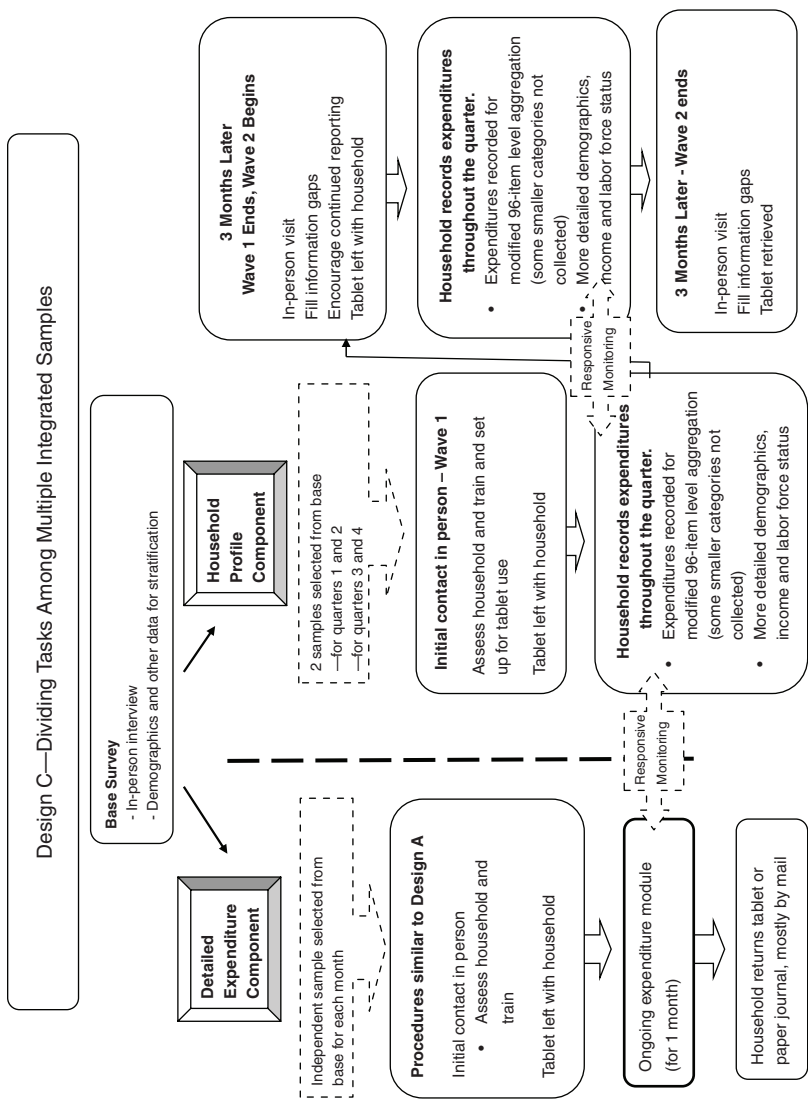 Design C—Dividing Tasks Among Multiple Integrated Samples
Base Survey
- In-person interview
- Demographics and other data for stratification
Detailed
Expenditure
Component
Independent sample selected from
base for each month
Procedures similar to Design A
Initial contact in person
• Assess household and
train
Tablet left with household
Ongoing expenditure module
(for 1 month)
Household returns tablet or
paper journal, mostly by mail
Responsive
Monitoring
Household
Profile
Component
2 samples selected from base
—for quarters 1 and 2
—for quarters 3 and 4
Initial contact in person – Wave 1
Assess household and train and set
up for tablet use
Tablet left with household
Household records expenditures
throughout the quarter.
• Expenditures recorded for
modified 96-item level aggregation
(some smaller categories not
collected)
• More detailed demographics,
income and labor force status
Responsive
Monitoring
3 Months Later
Wave 1 Ends, Wave 2 Begins
In-person visit
Fill information gaps
Encourage continued reporting
Tablet left with household
Household records expenditures
throughout the quarter.
• Expenditures recorded for
modified 96-item level aggregation
(some smaller categories not
collected)
• More detailed demographics,
income and labor force status
3 Months Later - Wave 2 ends
In-person visit
Fill information gaps
Tablet retrieved